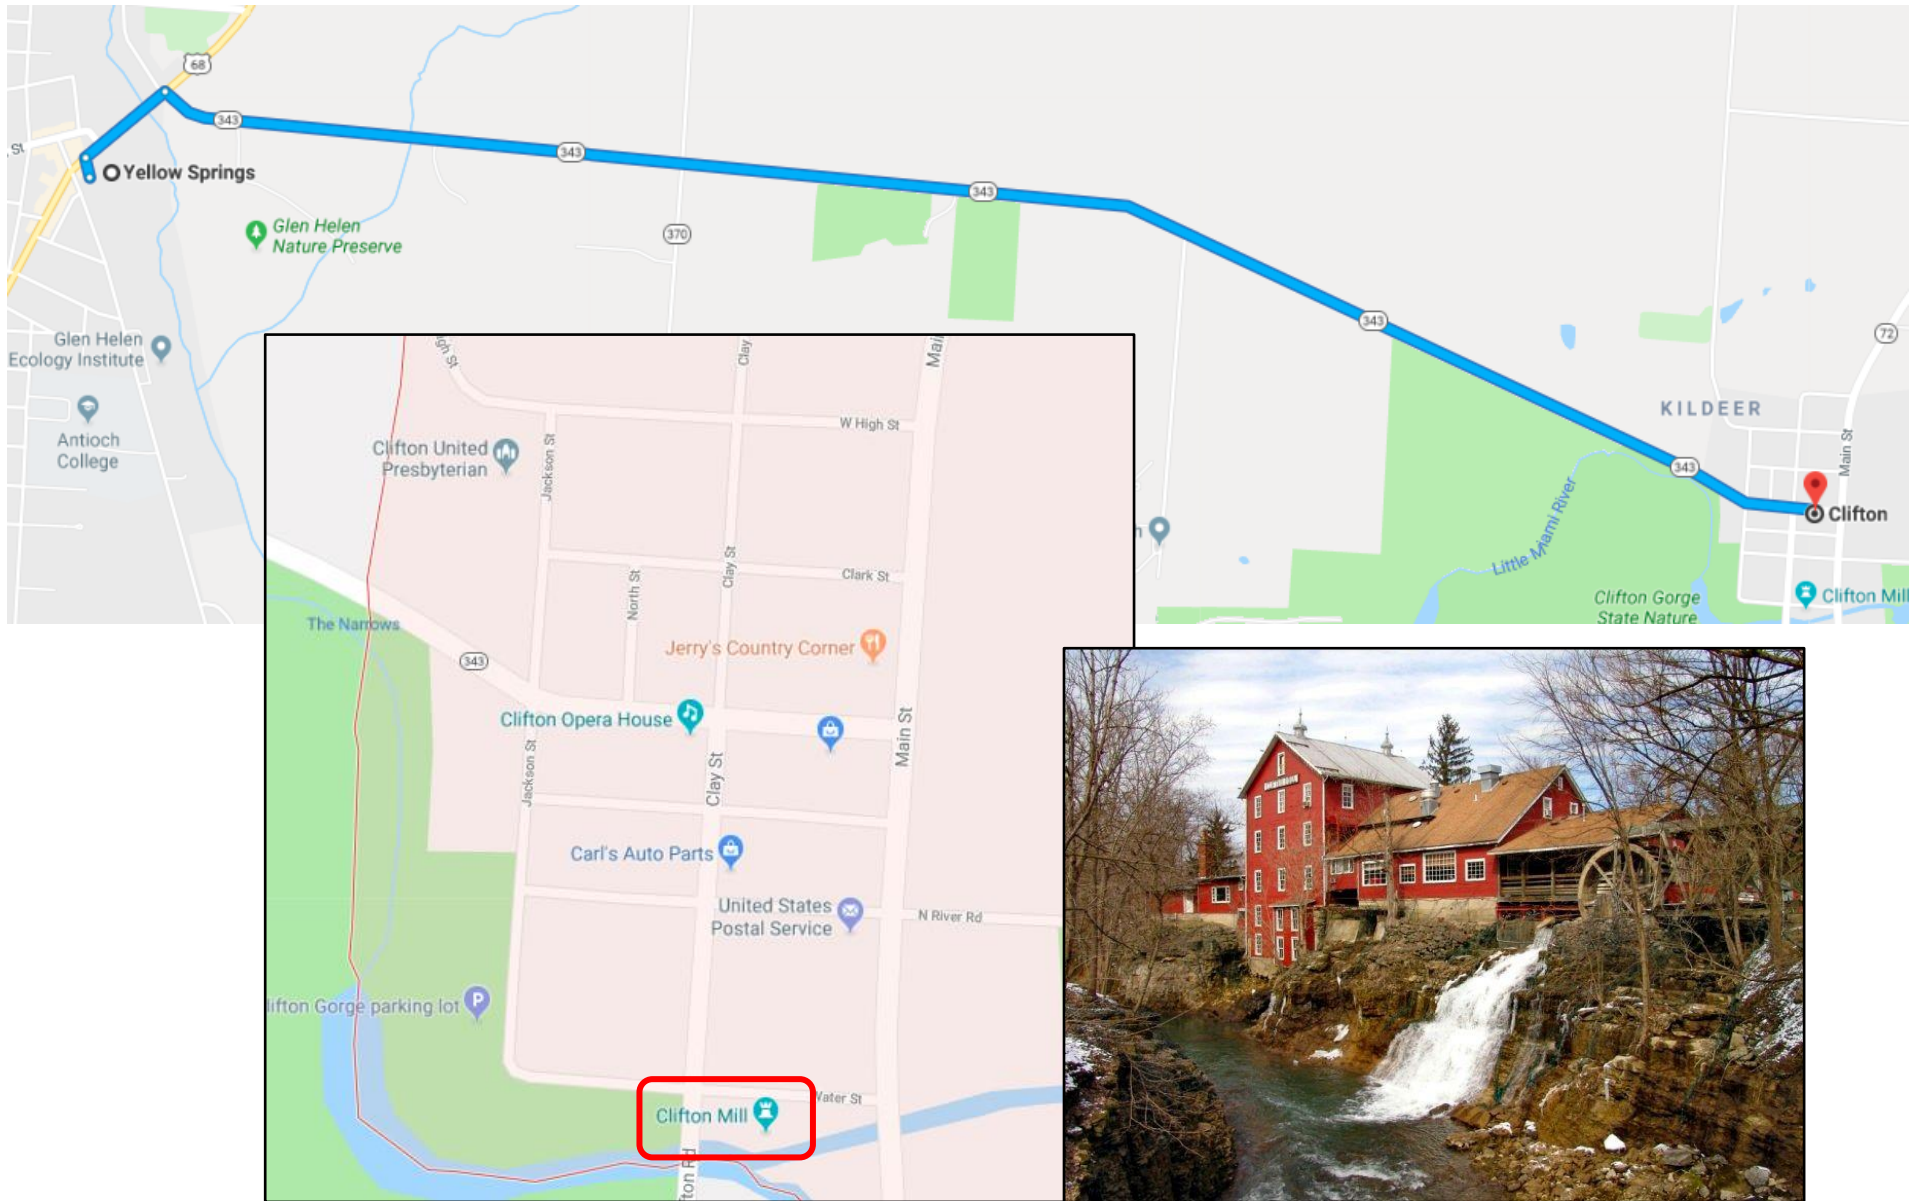 68
343
343
St
Yellow Springs
343
Glen Helen
Nature Preserve
370
343
72
Glen Helen
Ecology Institute
KILDEER
Antioch
College
Main St
343
Clifton
Little Miami River
Clifton Gorge
State Nature
Clifton Mill
Clay
W High St
Clifton United
Presbyterian
Jackson St
Clay St
Clark St
North St
The Narrows
Jerry's Country Corner
343
Clifton Opera House
Main St
Jackson St
Clay St
Carl's Auto Parts
United States
Postal Service
N River Rd
lifton Gorge parking lot
P
Water St
Clifton Mill
fton Rd